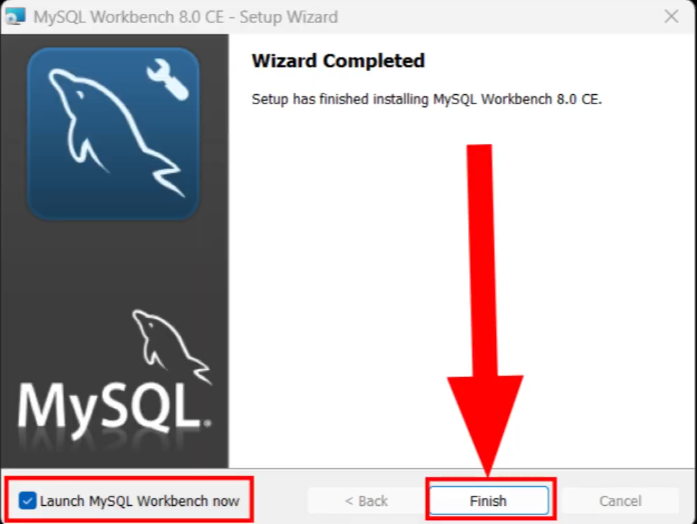 MySQL Workbench 8.0 CE - Setup Wizard
Wizard Completed
Setup has finished installing MySQL Workbench 8.0 CE.
MySQL®
Launch MySQL Workbench now
< Back
Finish
Cancel